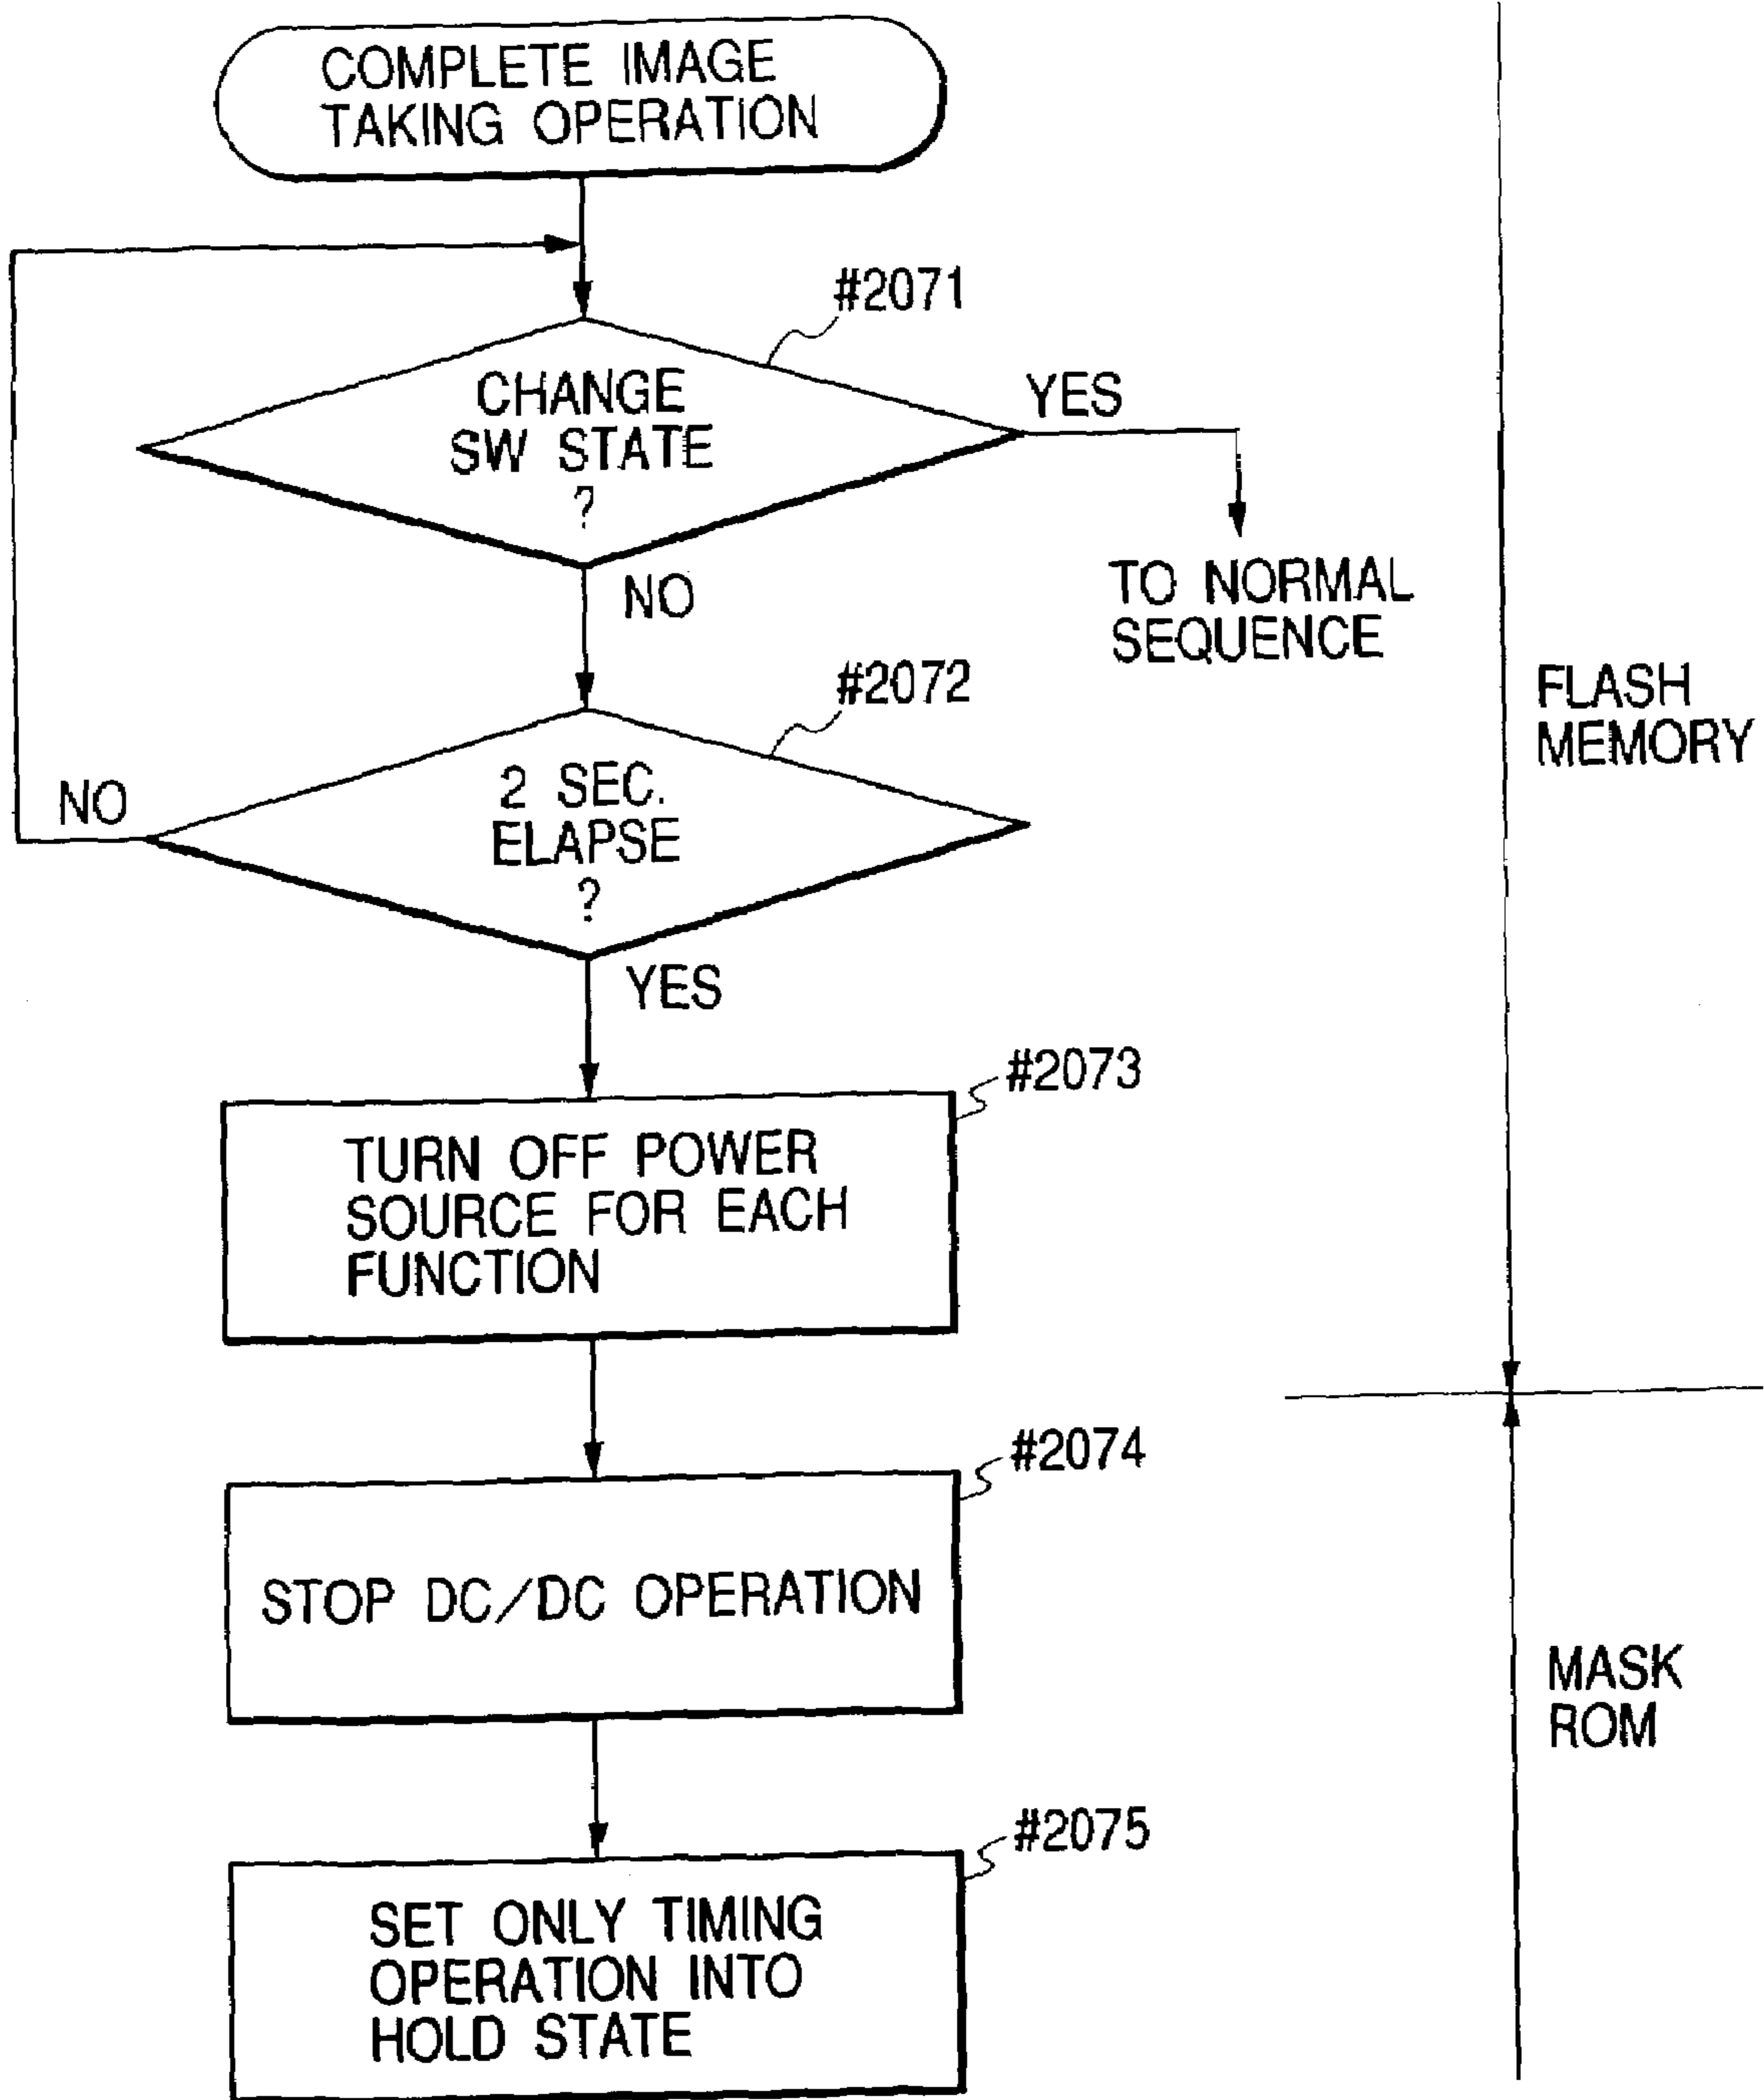 COMPLETE IMAGE
TAKING OPERATION
#2071
CHANGE
SW STATE
?
YES
NO
TO NORMAL
SEQUENCE
#2072
2 SEC.
ELAPSE
?
NO
YES
#2073
TURN OFF POWER
SOURCE FOR EACH
FUNCTION
#2074
STOP DC/DC OPERATION
#2075
SET ONLY TIMING
OPERATION INTO
HOLD STATE
FLASH
MEMORY
MASK
ROM